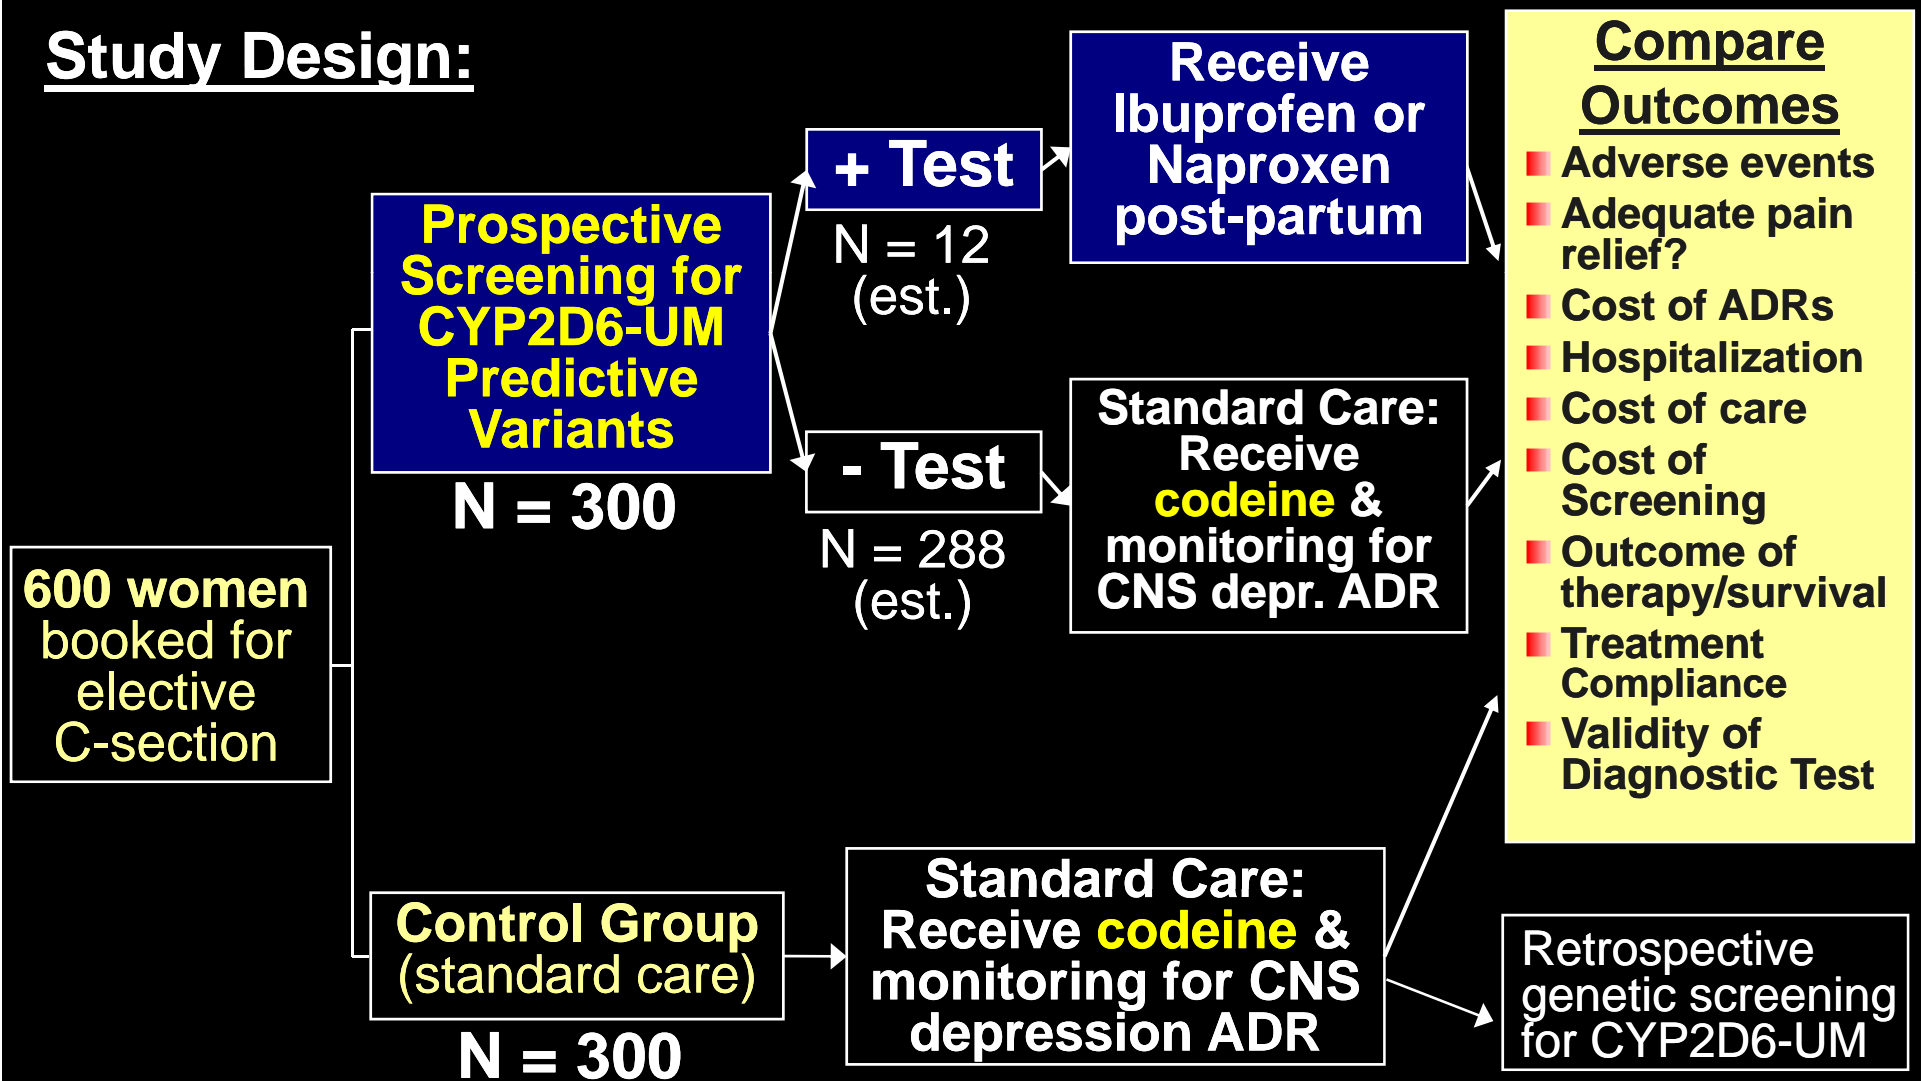 Study Design:
600 women
booked for
elective
C-section
Prospective
Screening for
CYP2D6-UM
Predictive
Variants
N = 300
+ Test
N = 12
(est.)
Receive
Ibuprofen or
Naproxen
post-partum
- Test
N = 288
(est.)
Standard Care:
Receive
codeine &
monitoring for
CNS depr. ADR
Control Group
(standard care)
N = 300
Standard Care:
Receive codeine &
monitoring for CNS
depression ADR
Compare
Outcomes
Adverse events
Adequate pain
relief?
Cost of ADRs
Hospitalization
Cost of care
Cost of
Screening
Outcome of
therapy/survival
Treatment
Compliance
Validity of
Diagnostic Test
Retrospective
genetic screening
for CYP2D6-UM